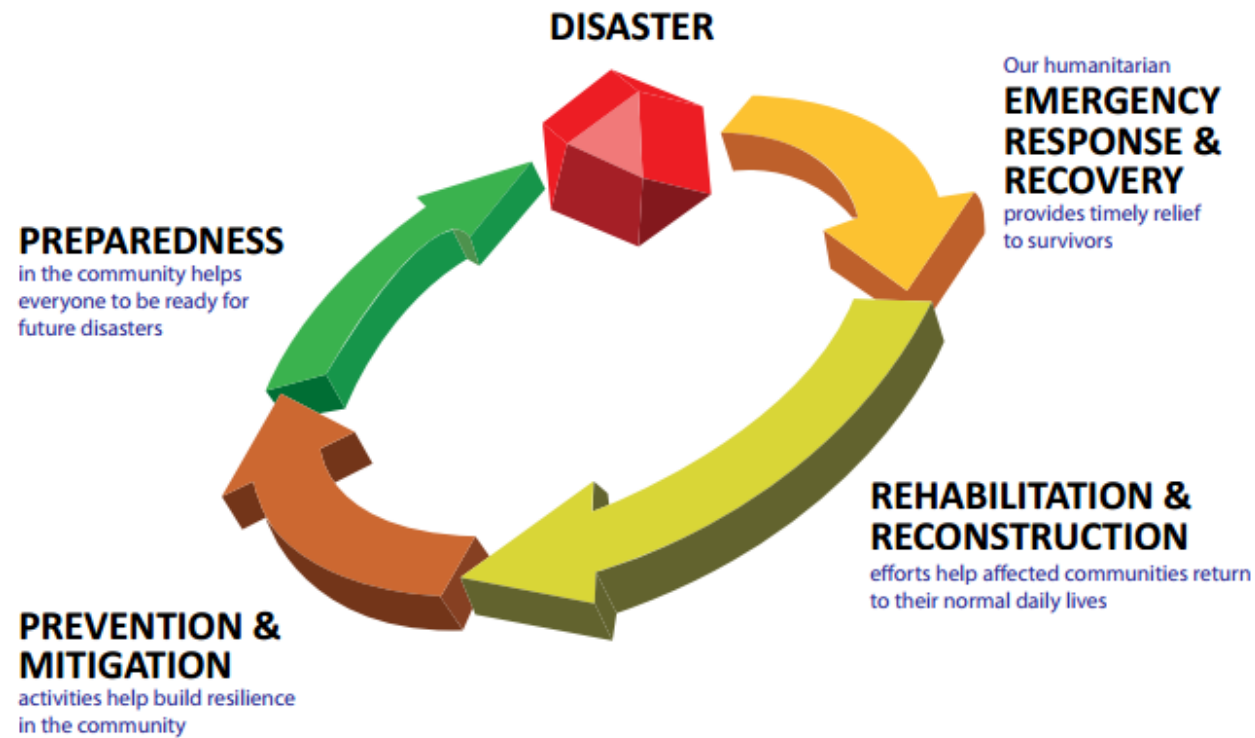 DISASTER
Our humanitarian
EMERGENCY
RESPONSE &
RECOVERY
provides timely relief
to survivors
REHABILITATION &
RECONSTRUCTION
efforts help affected communities return
to their normal daily lives
PREVENTION &
MITIGATION
activities help build resilience
in the community
PREPAREDNESS
in the community helps
everyone to be ready for
future disasters